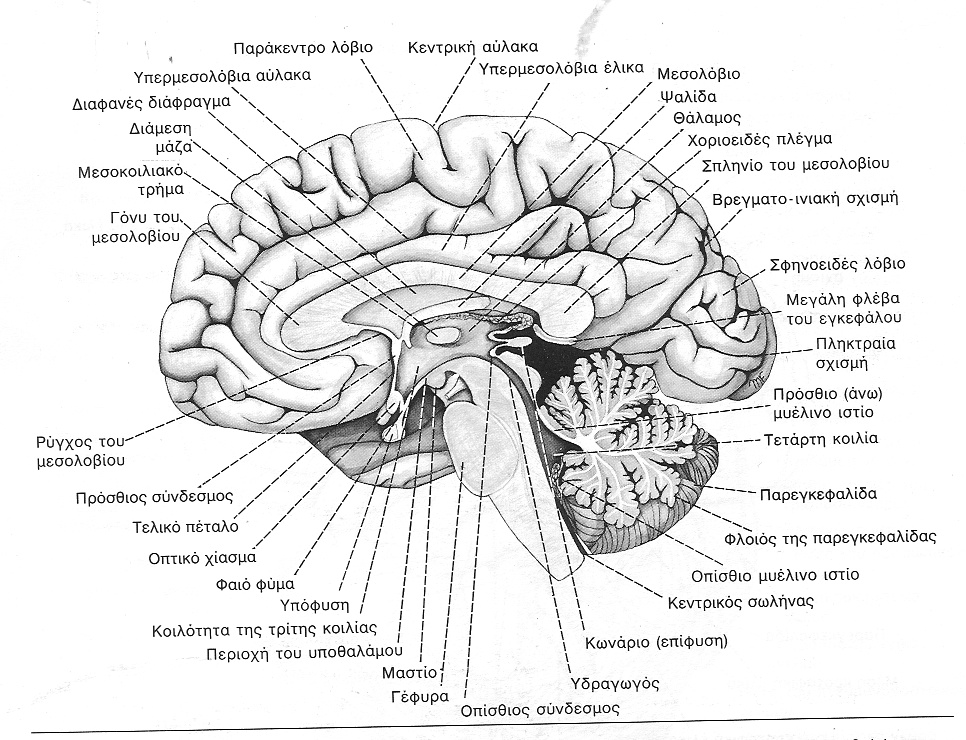 Παράκεντρο λόβιο
Κεντρική αύλακα
Υπερμεσολόβια αύλακα
Υπερμεσολόβια έλικα
Διαφανές διάφραγμα
Διάμεση
μάζα
Μεσοκοιλιακό
τρήμα
Γόνυ του
μεσολοβίου
Μεσολόβιο
Ψαλίδα
Θάλαμος
Χοριοειδές πλέγμα
Σπληνίο του μεσολοβίου
Βρεγματο-ινιακή σχισμή
Σφηνοειδές λόβιο
Μεγάλη φλέβα
του εγκεφάλου
Πληκτραία
σχισμή
Πρόσθιο (άνω)
μυέλινο ιστίο
Τετάρτη κοιλία
Παρεγκεφαλίδα
Φλοιός της παρεγκεφαλίδας
Οπίσθιο μυέλινο ιστίο
Κεντρικός σωλήνας
Κωνάριο (επίφυση)
Υδραγωγός
Οπίσθιος σύνδεσμος
Ρύγχος του
μεσολοβίου
Πρόσθιος σύνδεσμος
Τελικό πέταλο
Οπτικό χίασμα
Φαιό φύμα
Υπόφυση
Κοιλότητα της τρίτης κοιλίας
Περιοχή του υποθαλάμου
Μαστίο
Γέφυρα